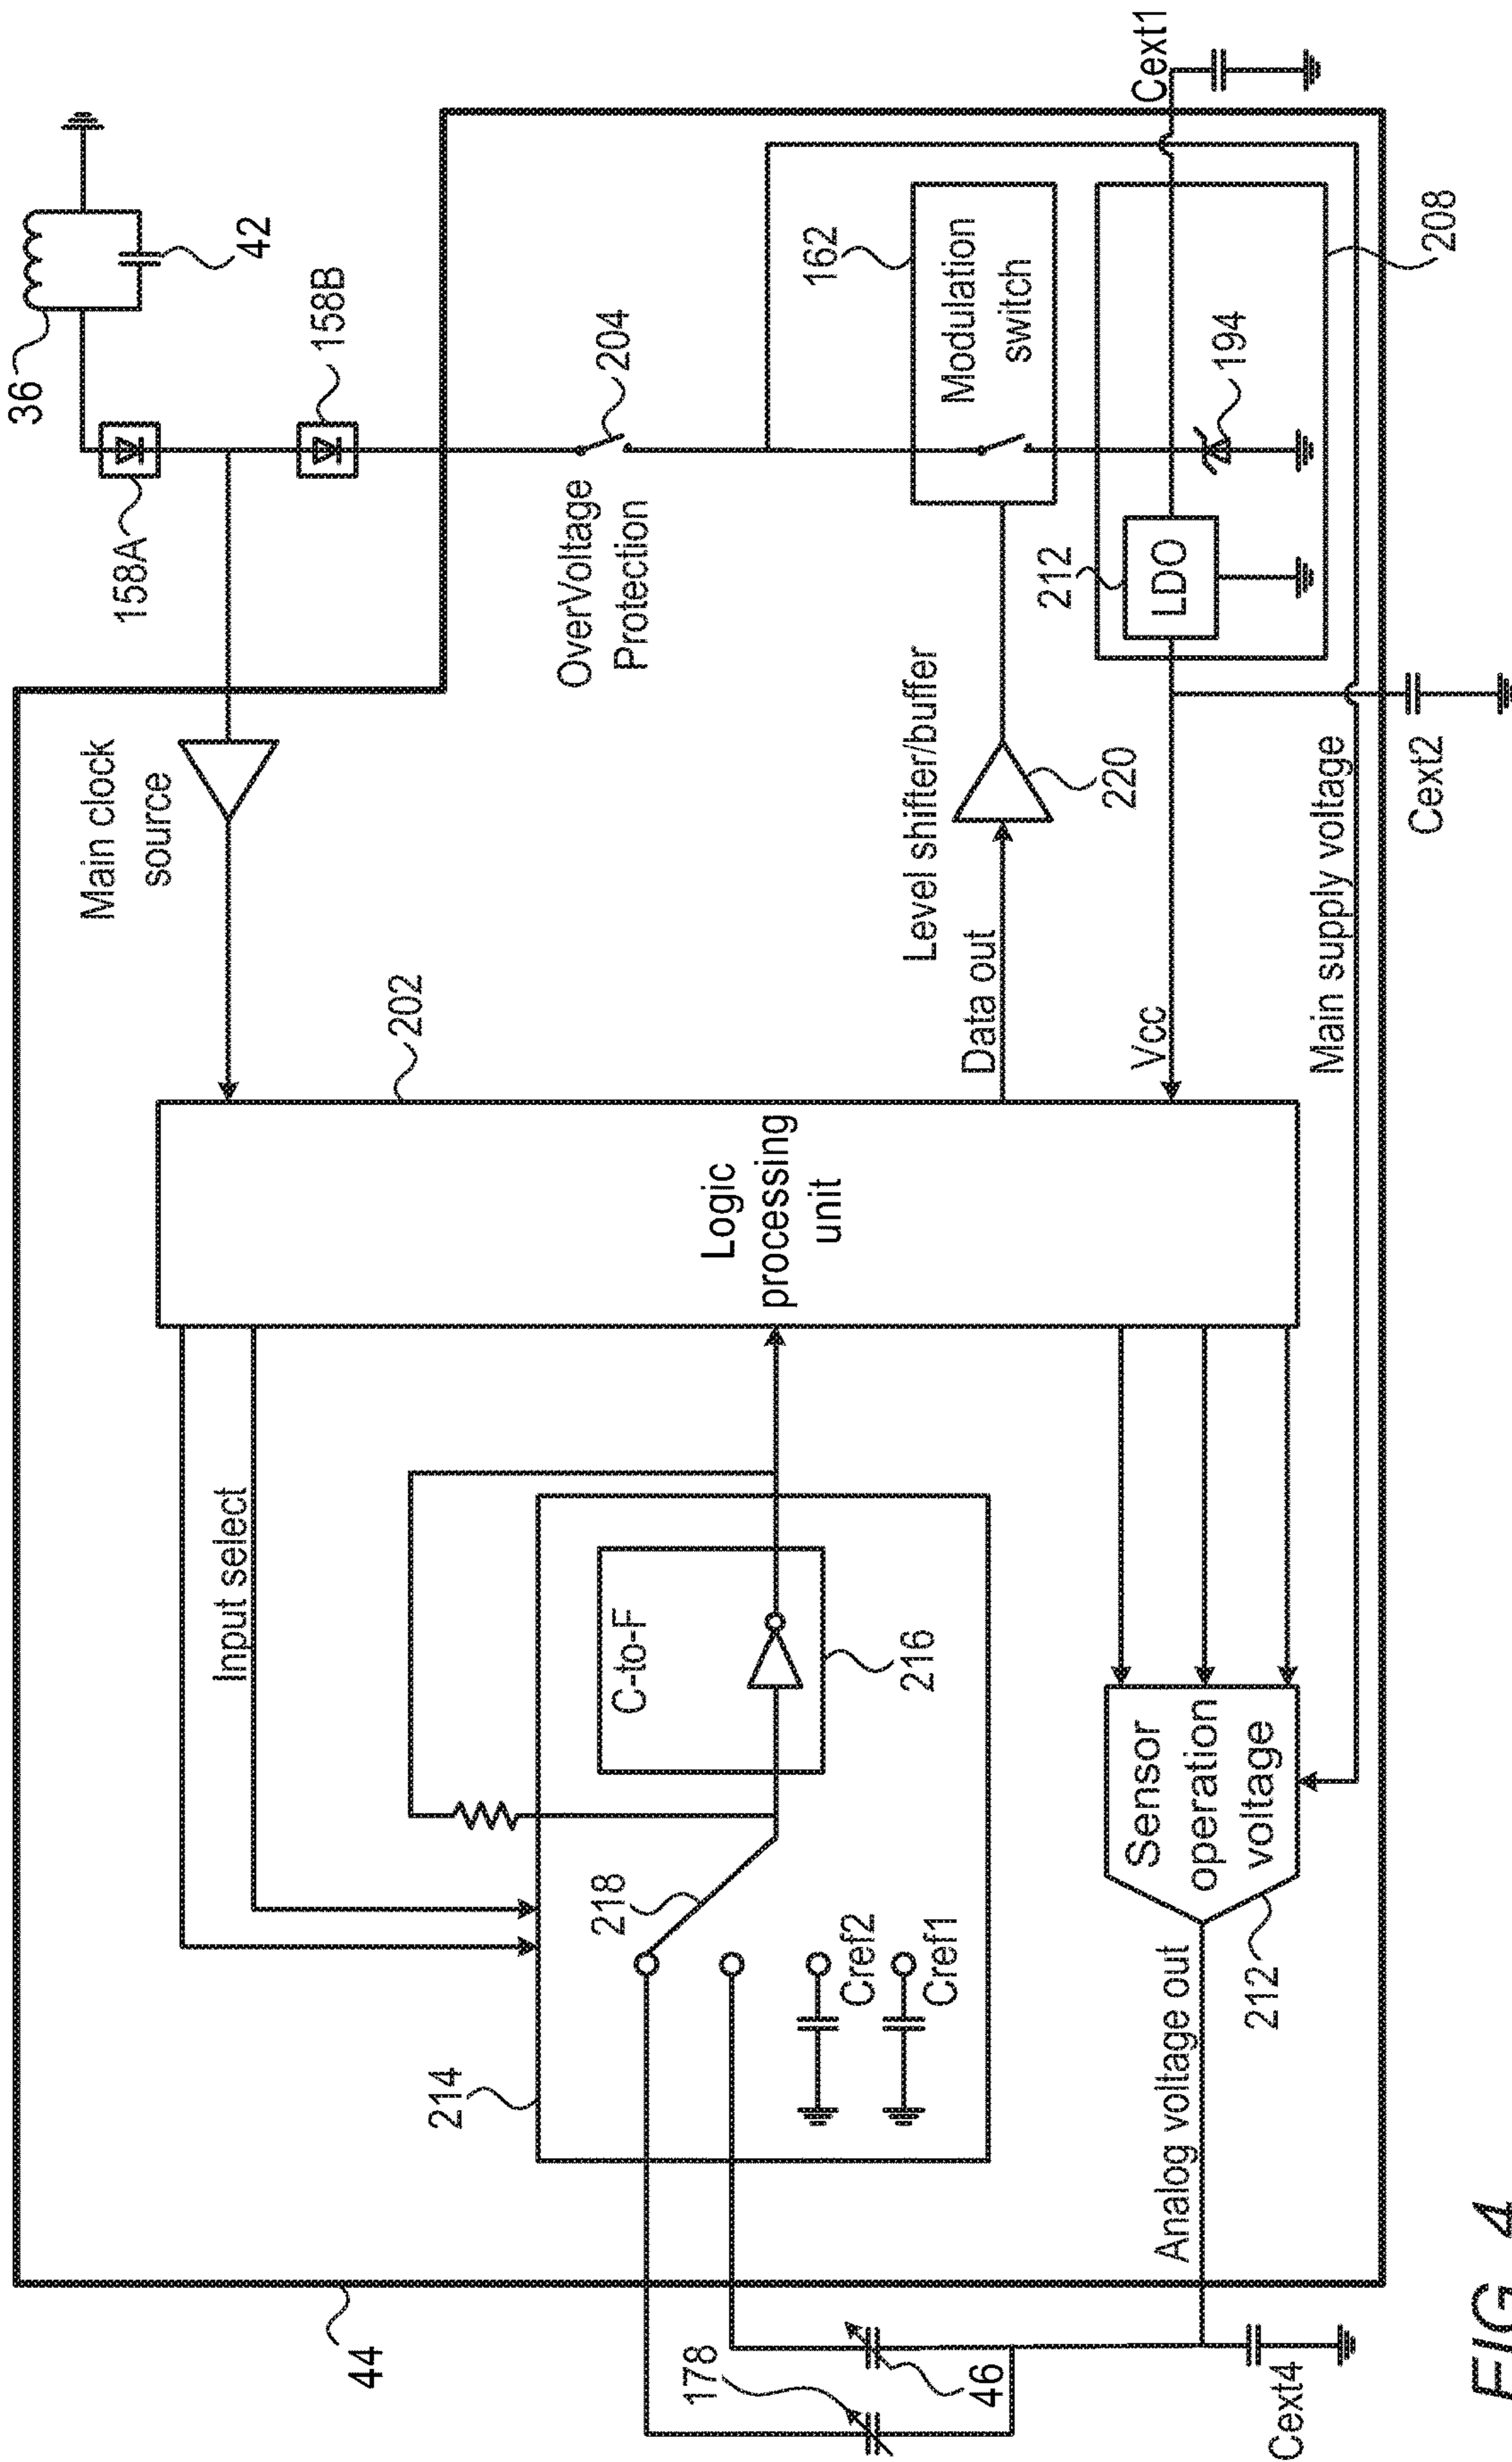 36
42
158A
158B
44
Main clock
source
OverVoltage
Protection
204
202
Input select
Logic
processing
unit
214
218
C-to-F
216
Cref2
Cref1
178
46
Level shifter/buffer
220
Data out
162
Modulation
switch
Vcc
212
LDO
194
208
Cext1
Cext2
Main supply voltage
Sensor
operation
voltage
212
Analog voltage out
Cext4
FIG. 4